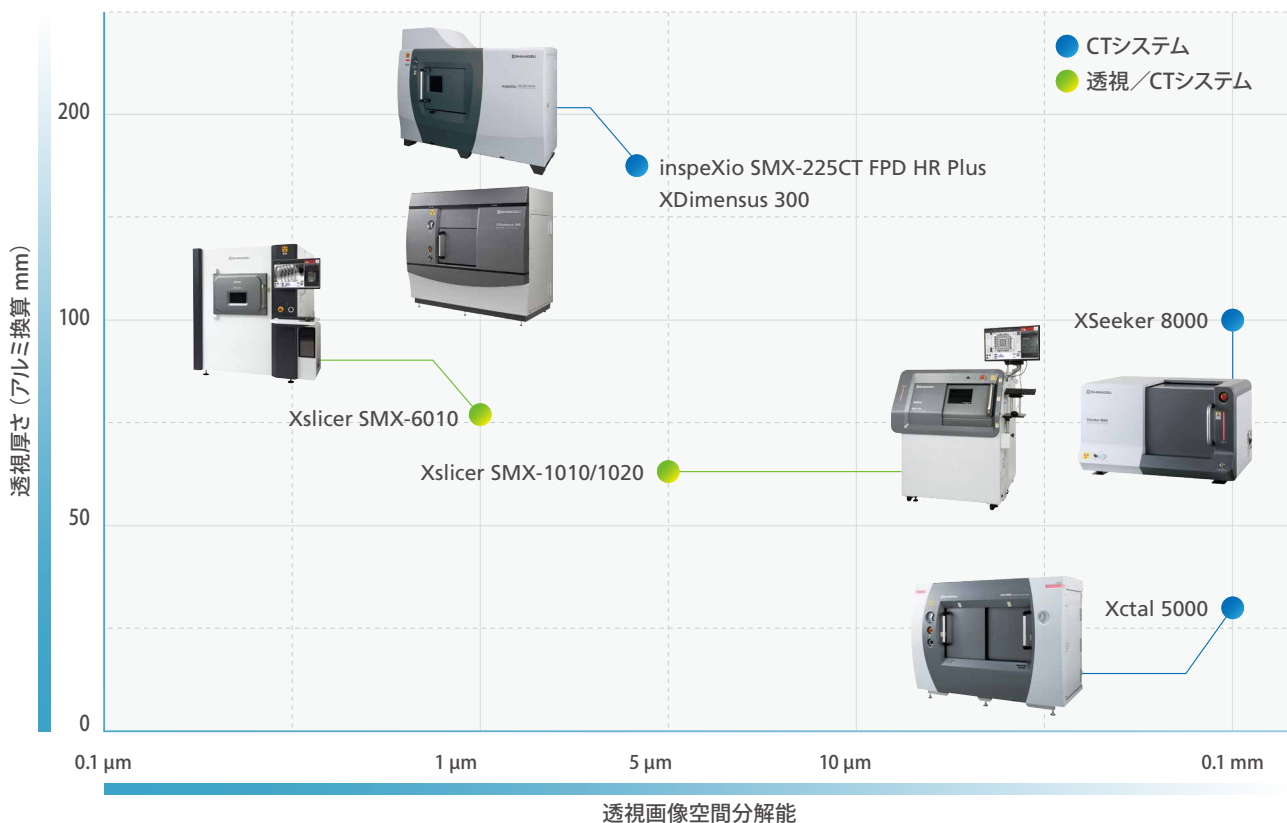 CTシステム
透視/CTシステム
200
100
50
0
透視厚さ(アルミ換算 mm)
inspeXio SMX-225CT FPD HR Plus
XDimensus 300
XSeeker 8000
Xslicer SMX-6010
Xslicer SMX-1010/1020
Xctal 5000
0.1 µm
1 µm
5 µm
10 µm
0.1 mm
透視画像空間分解能